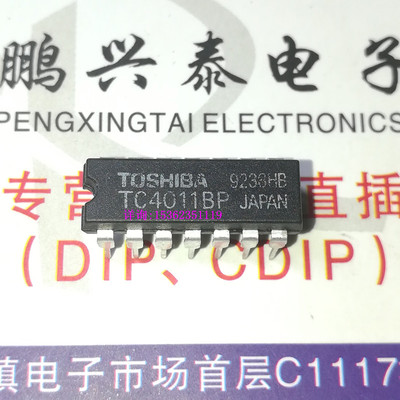 鹏兴泰电子
PENGXINGTAI ELECTRONICS
TOSHIBA 9238HB
TC4011BP JAPAN
专营 直插
(DIP、CDIP)
镇电子市场首层C1117